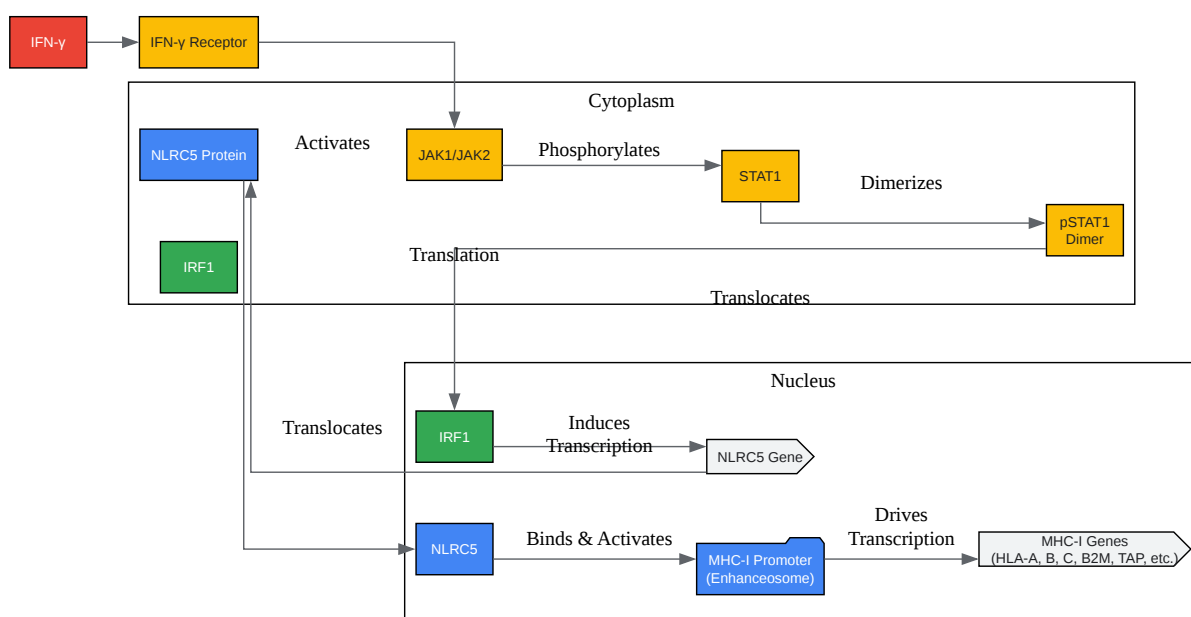 IFN-γ
IFN-γ Receptor
Cytoplasm
Activates
NLRC5 Protein
JAK1/JAK2
Phosphorylates
STAT1
Dimerizes
pSTAT1
Dimer
Translation
IRF1
Translocates
Nucleus
Translocates
IRF1
Induces
Transcription
NLRC5 Gene
NLRC5
Binds & Activates
MHC-I Promoter
(Enhanceosome)
Drives
Transcription
MHC-I Genes
(HLA-A, B, C, B2M, TAP, etc.)